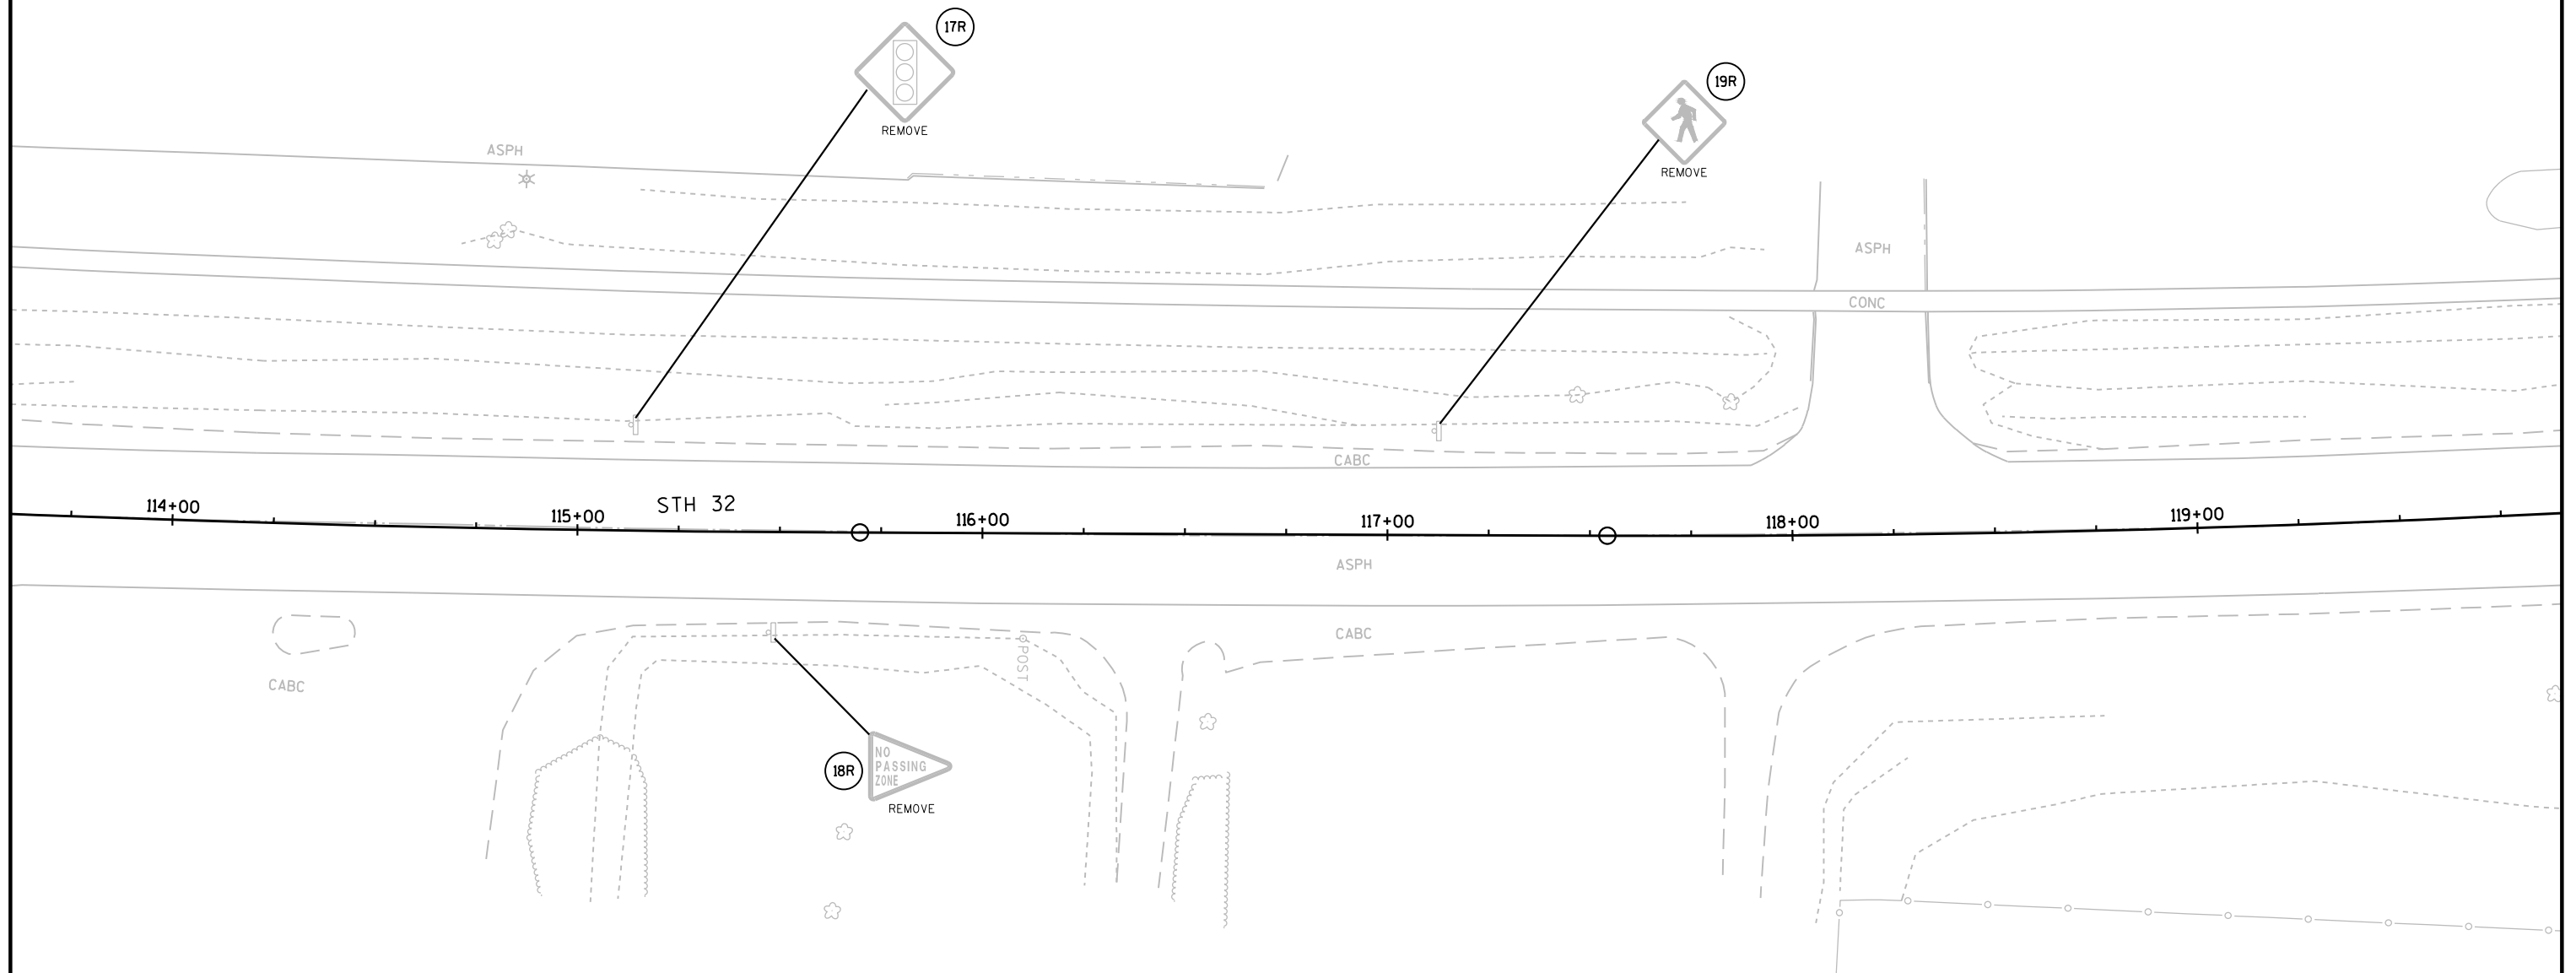 17R
REMOVE
19R
REMOVE
ASPH
ASPH
CONC
CABC
114+00
115+00
STH 32
116+00
117+00
118+00
119+00
ASPH
CABC
POST
CABC
18R
NO
PASSING
ZONE
REMOVE